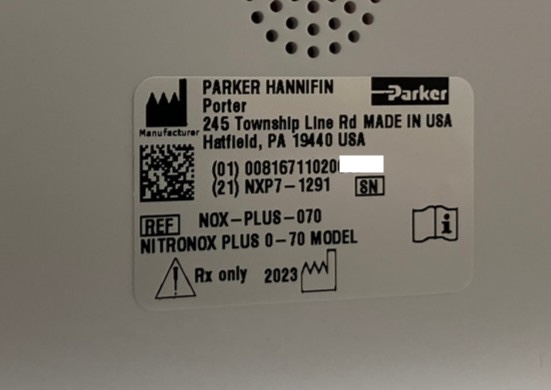 PARKER HANNIFIN
Parker
Porter
245 Township Line Rd MADE IN USA
Manufacturer
Hatfield, PA 19440 USA
(01) 00816711020
(21) NXP7-1291 SN
REF NOX-PLUS-070
NITRONOX PLUS 0-70 MODEL
Rx only 2023